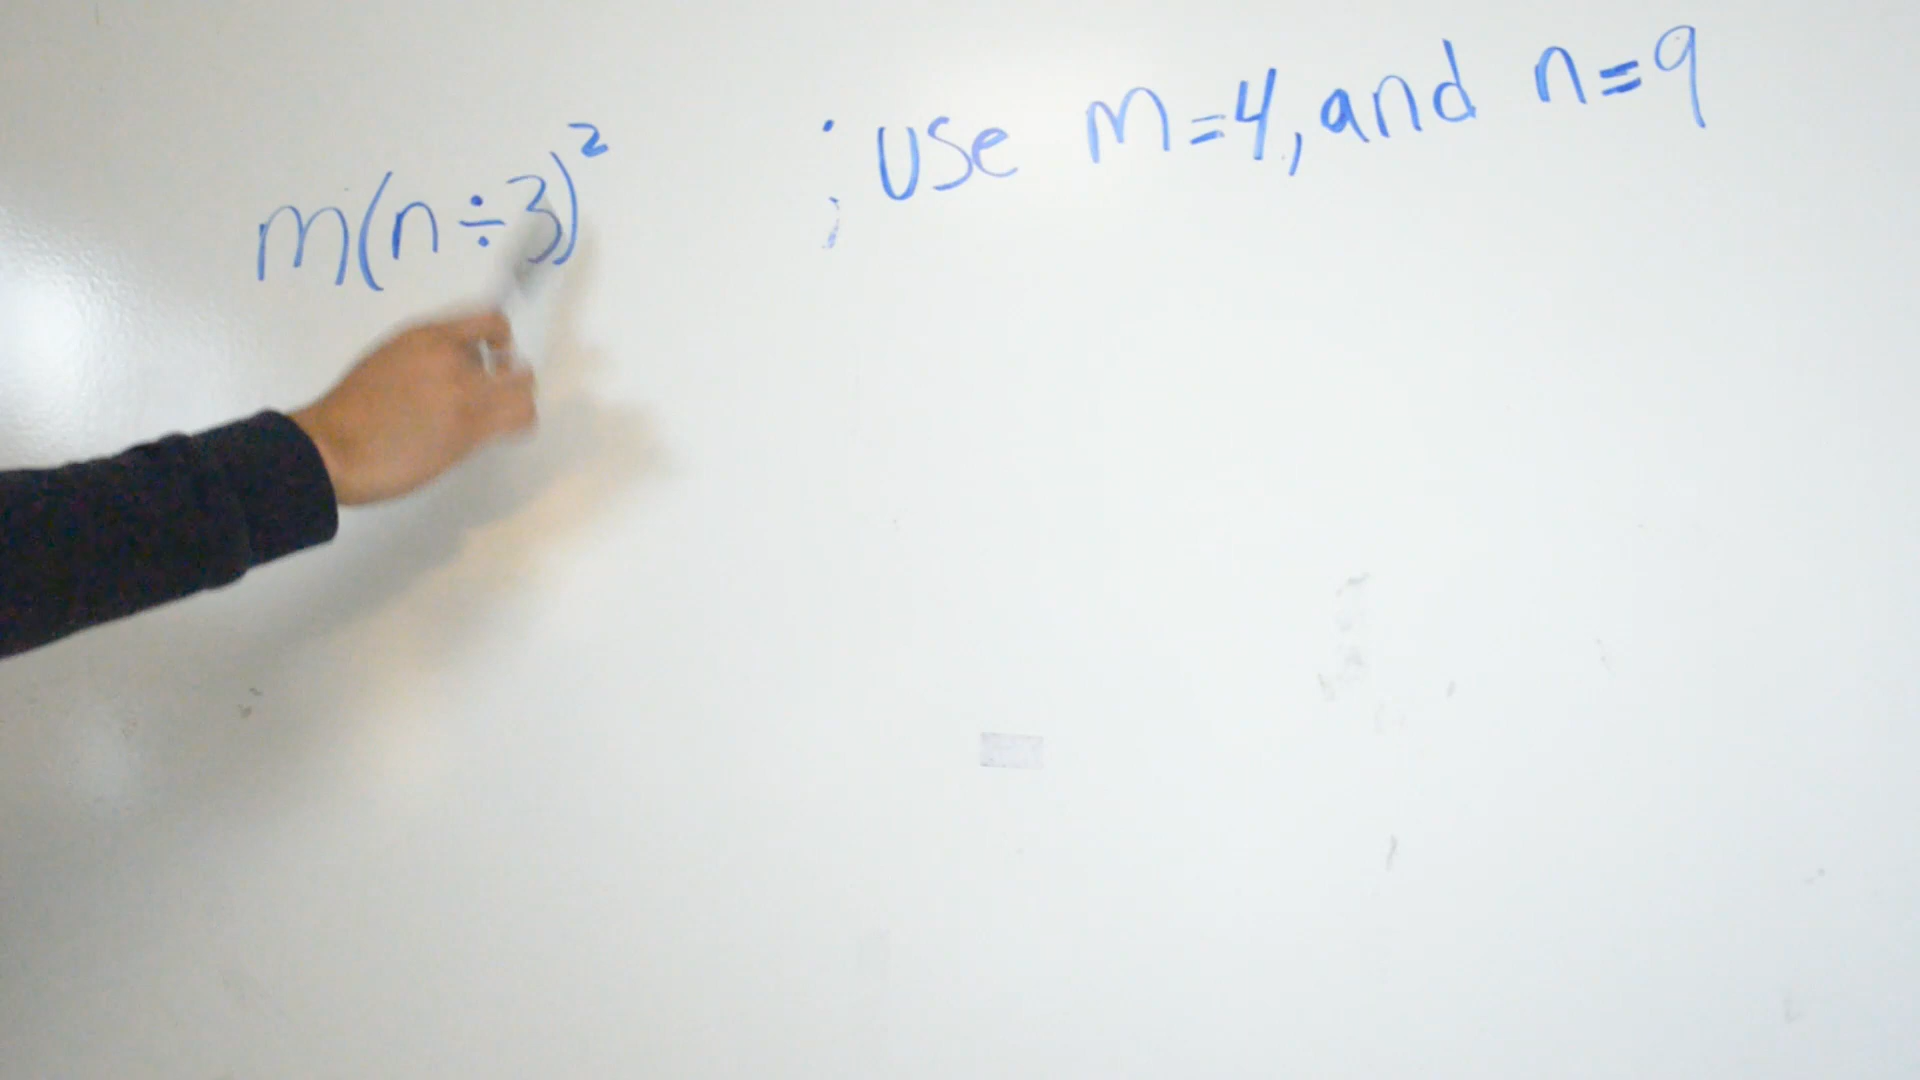 m(n÷3)² ; Use m=4, and n=9